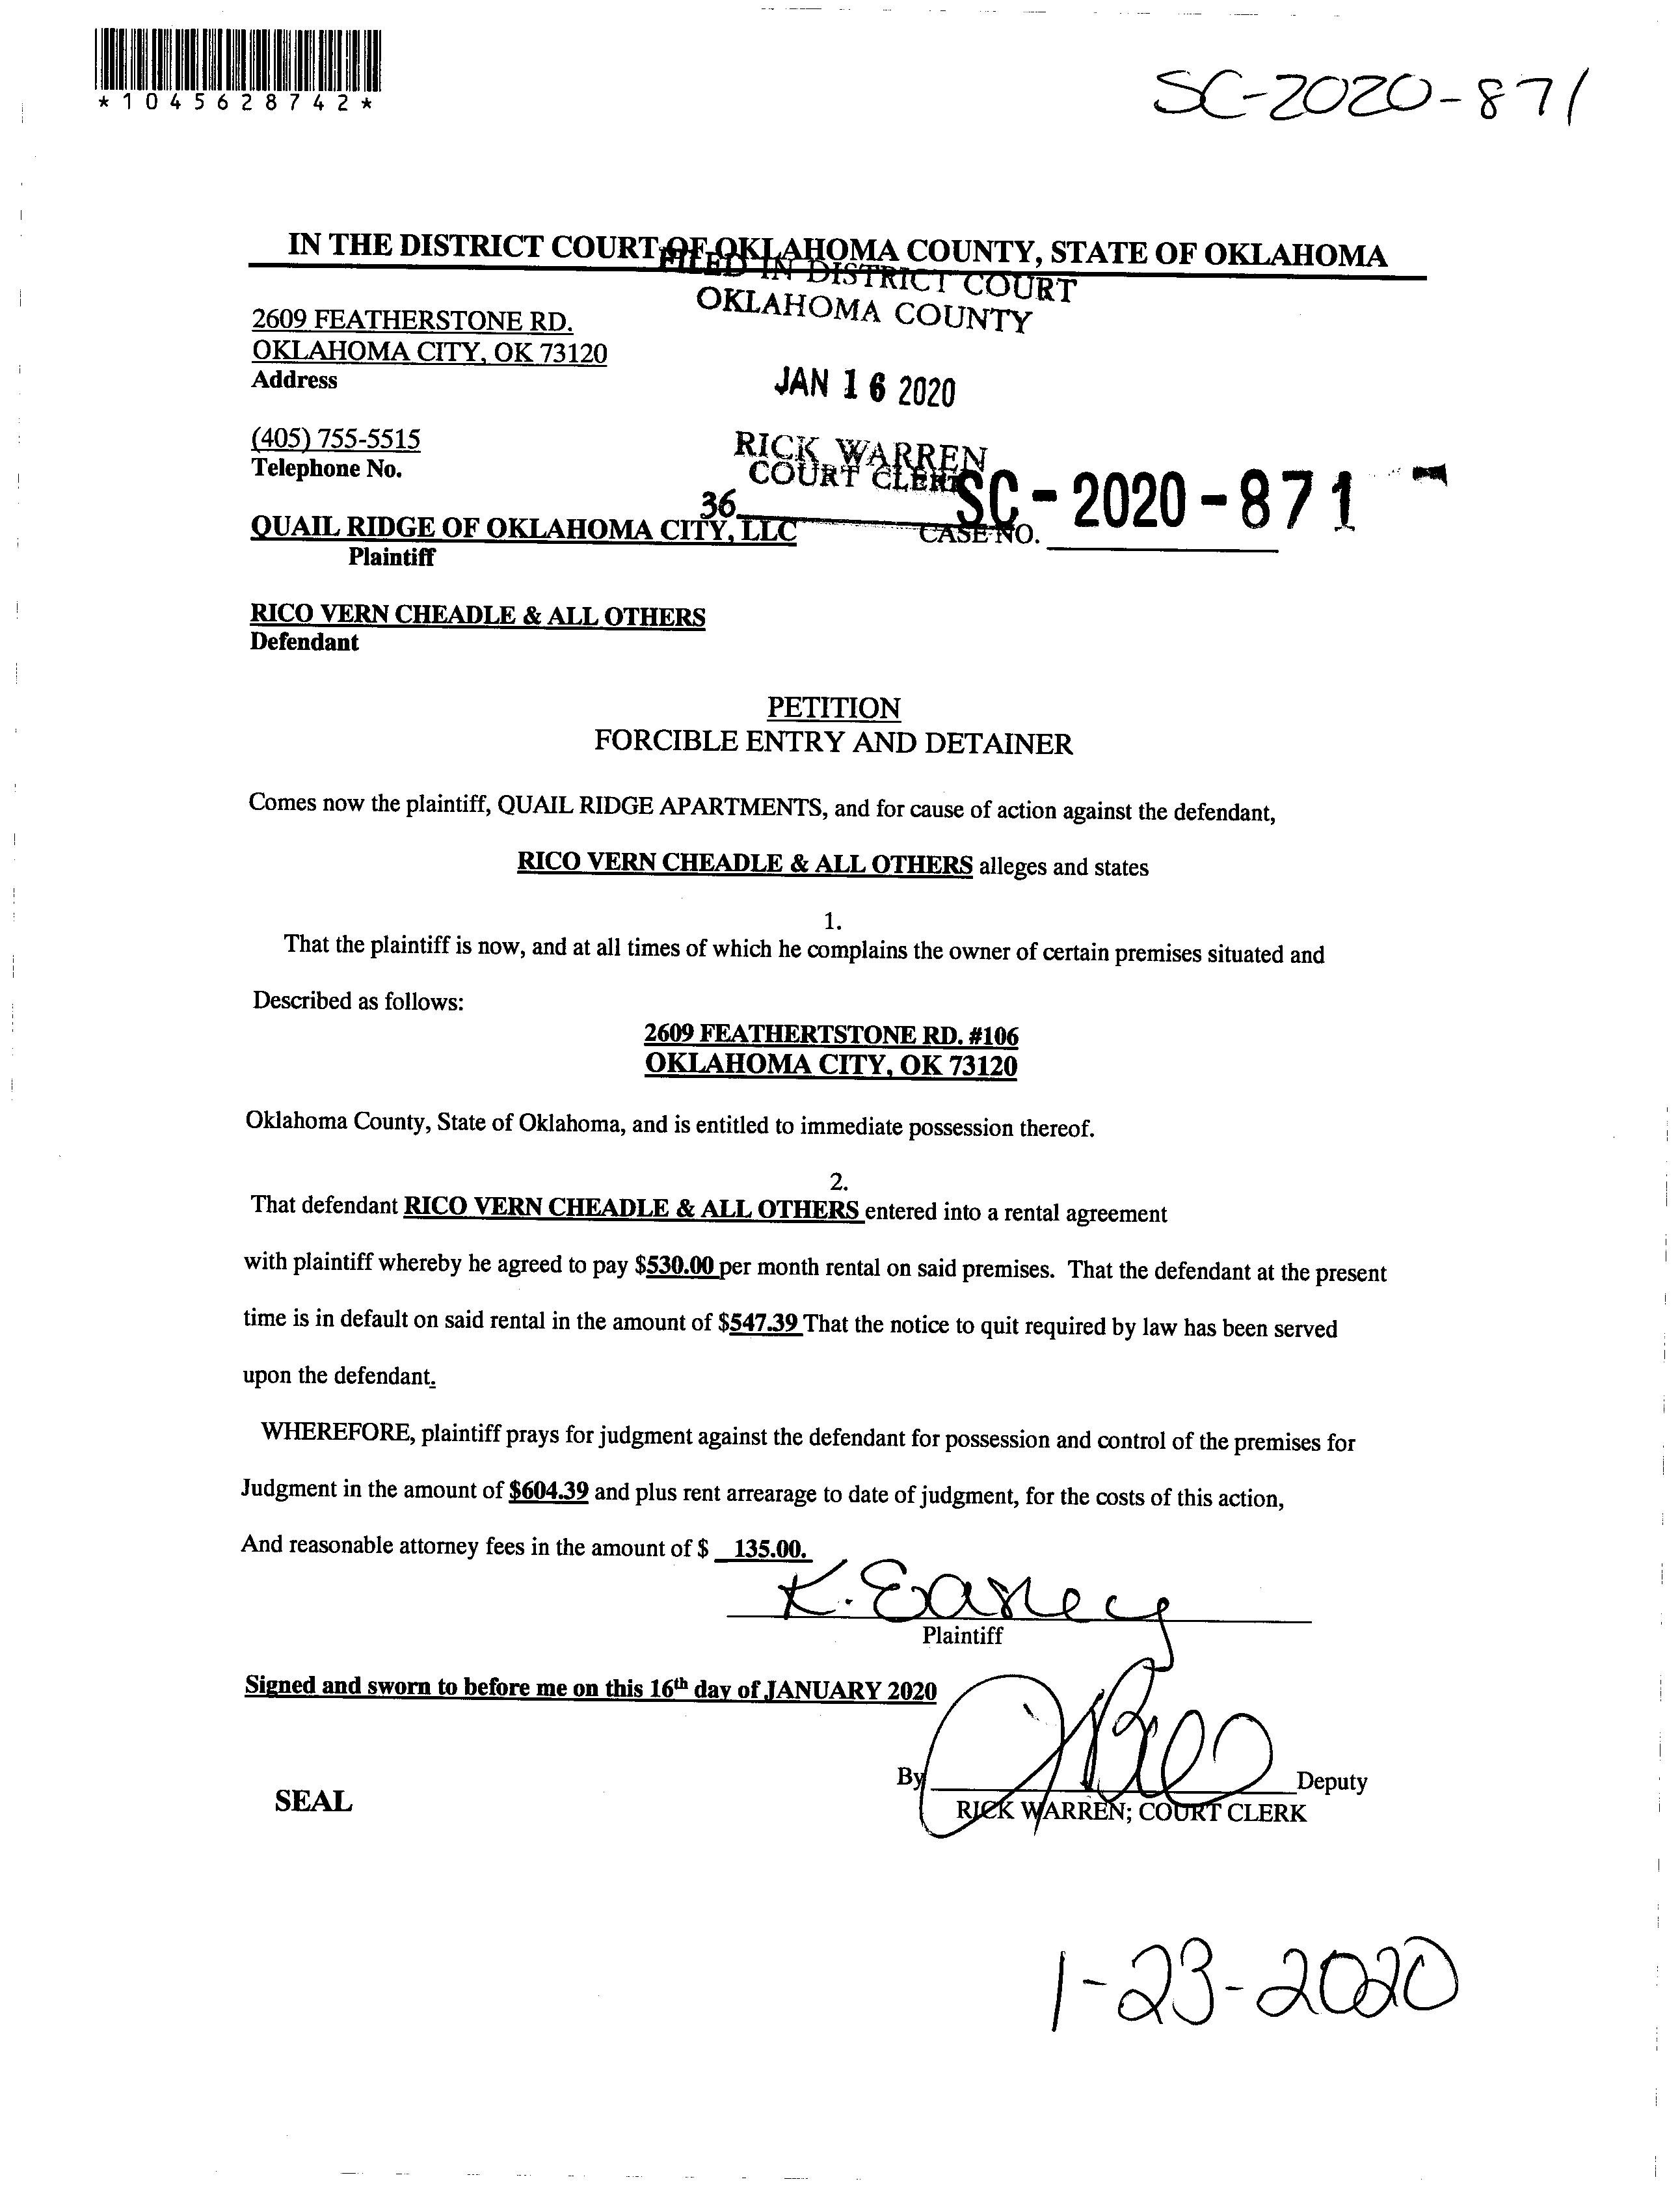 *1045628742*
SC-2020-871
IN THE DISTRICT COURT OF OKLAHOMA COUNTY, STATE OF OKLAHOMA
FILED IN DISTRICT COURT
OKLAHOMA COUNTY
2609 FEATHERSTONE RD.
OKLAHOMA CITY, OK 73120
Address
JAN 16 2020
(405) 755-5515
Telephone No.
RICK WARREN
COURT CLERK
36
SC-2020-871
QUAIL RIDGE OF OKLAHOMA CITY, LLC CASE NO.
Plaintiff
RICO VERN CHEADLE & ALL OTHERS
Defendant
PETITION
FORCIBLE ENTRY AND DETAINER
Comes now the plaintiff, QUAIL RIDGE APARTMENTS, and for cause of action against the defendant,
RICO VERN CHEADLE & ALL OTHERS alleges and states
1.
That the plaintiff is now, and at all times of which he complains the owner of certain premises situated and
Described as follows:
2609 FEATHERTSTONE RD. #106
OKLAHOMA CITY, OK 73120
Oklahoma County, State of Oklahoma, and is entitled to immediate possession thereof.
2.
That defendant RICO VERN CHEADLE & ALL OTHERS entered into a rental agreement
with plaintiff whereby he agreed to pay $530.00 per month rental on said premises. That the defendant at the present
time is in default on said rental in the amount of $547.39 That the notice to quit required by law has been served
upon the defendant.
WHEREFORE, plaintiff prays for judgment against the defendant for possession and control of the premises for
Judgment in the amount of $604.39 and plus rent arrearage to date of judgment, for the costs of this action,
And reasonable attorney fees in the amount of $ 135.00.
K.
Plaintiff
Signed and sworn to before me on this 16th day of JANUARY 2020
By Deputy
RICK WARREN; COURT CLERK
SEAL
1-23-2020